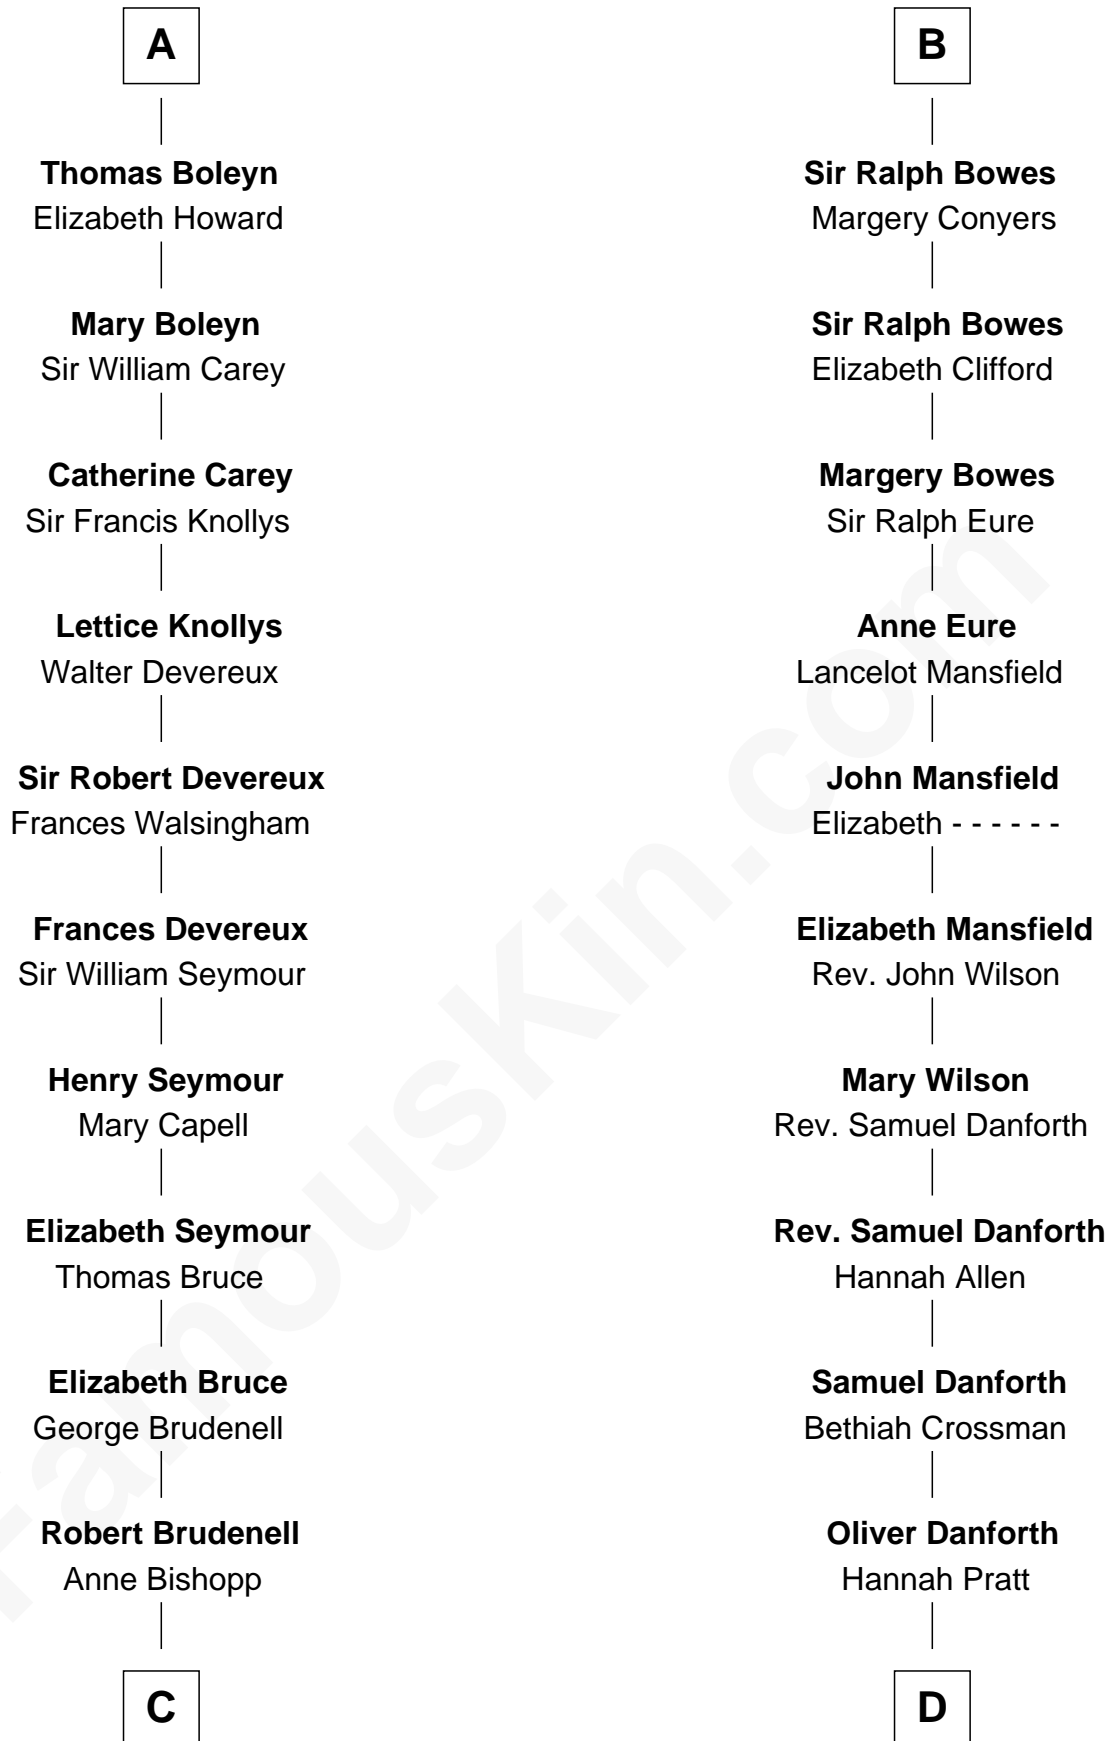 A
Thomas Boleyn
Elizabeth Howard
Mary Boleyn
Sir William Carey
Catherine Carey
Sir Francis Knollys
Lettice Knollys
Walter Devereux
Sir Robert Devereux
Frances Walsingham
Frances Devereux
Sir William Seymour
Henry Seymour
Mary Capell
Elizabeth Seymour
Thomas Bruce
Elizabeth Bruce
George Brudenell
Robert Brudenell
Anne Bishopp
C
B
Sir Ralph Bowes
Margery Conyers
Sir Ralph Bowes
Elizabeth Clifford
Margery Bowes
Sir Ralph Eure
Anne Eure
Lancelot Mansfield
John Mansfield
Elizabeth - - - - - -
Elizabeth Mansfield
Rev. John Wilson
Mary Wilson
Rev. Samuel Danforth
Rev. Samuel Danforth
Hannah Allen
Samuel Danforth
Bethiah Crossman
Oliver Danforth
Hannah Pratt
D
FamousKin.com